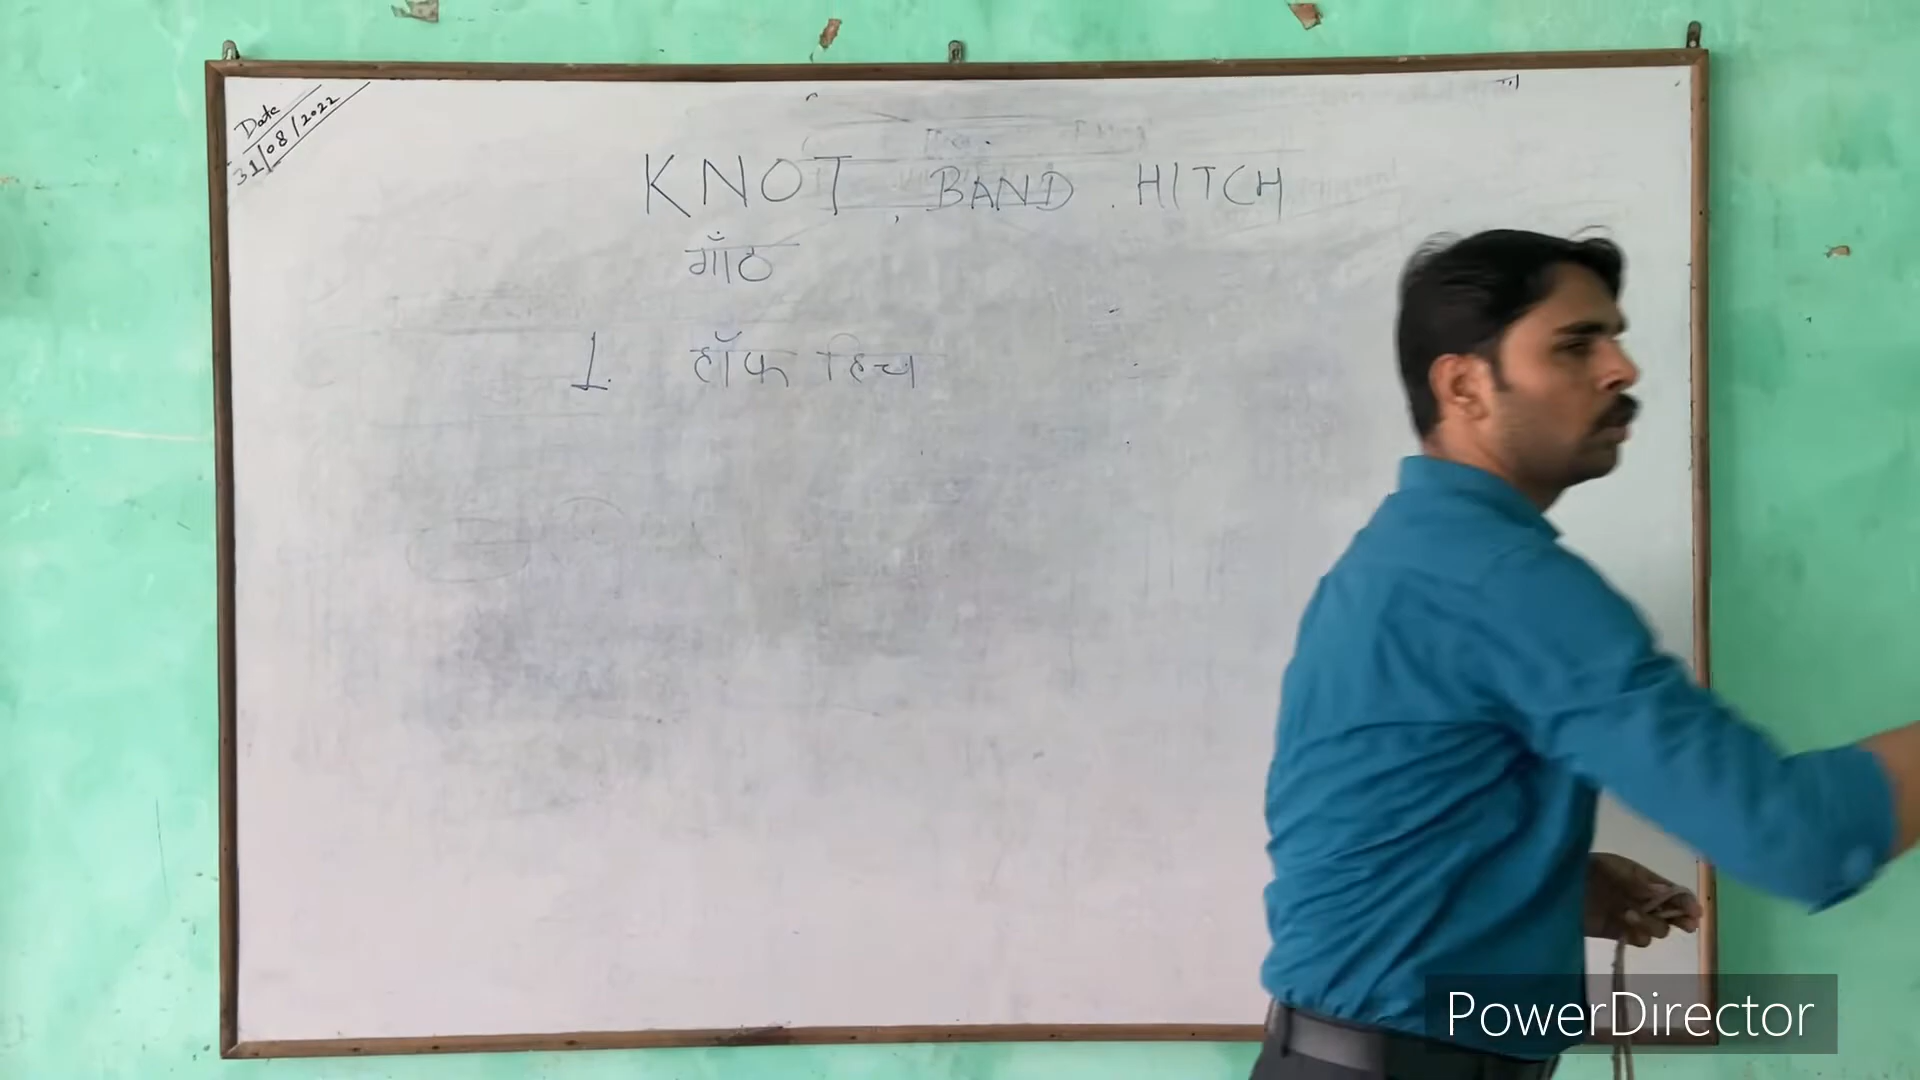 Date
31/08/2022
KNOT, BAND. HITCH
गाँठ
1. हॉफ हिच
PowerDirector